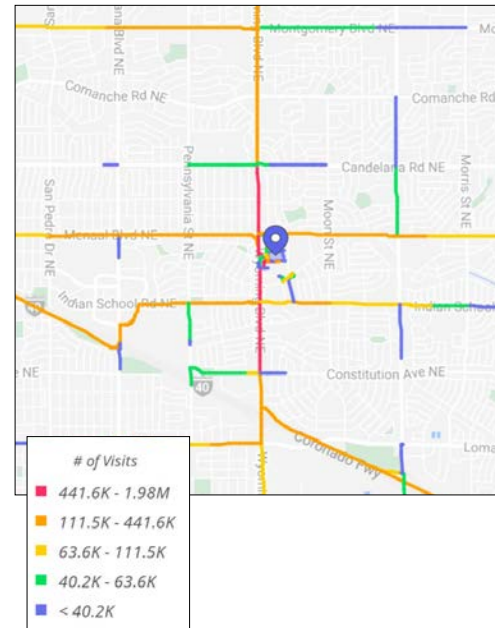 Montgomery Blvd NE
Comanche Rd NE
Comanche Rd NE
Candelaria Rd NE
San Pedro Dr NE
Pennsylvania St NE
Moon St NE
Morris St NE
Menaul Blvd NE
Indian School Rd NE
Indian School
Blvd NE
Constitution Ave NE
40
Coronado Fwy
Loma
# of Visits
441.6K - 1.98M
111.5K - 441.6K
63.6K - 111.5K
40.2K - 63.6K
< 40.2K